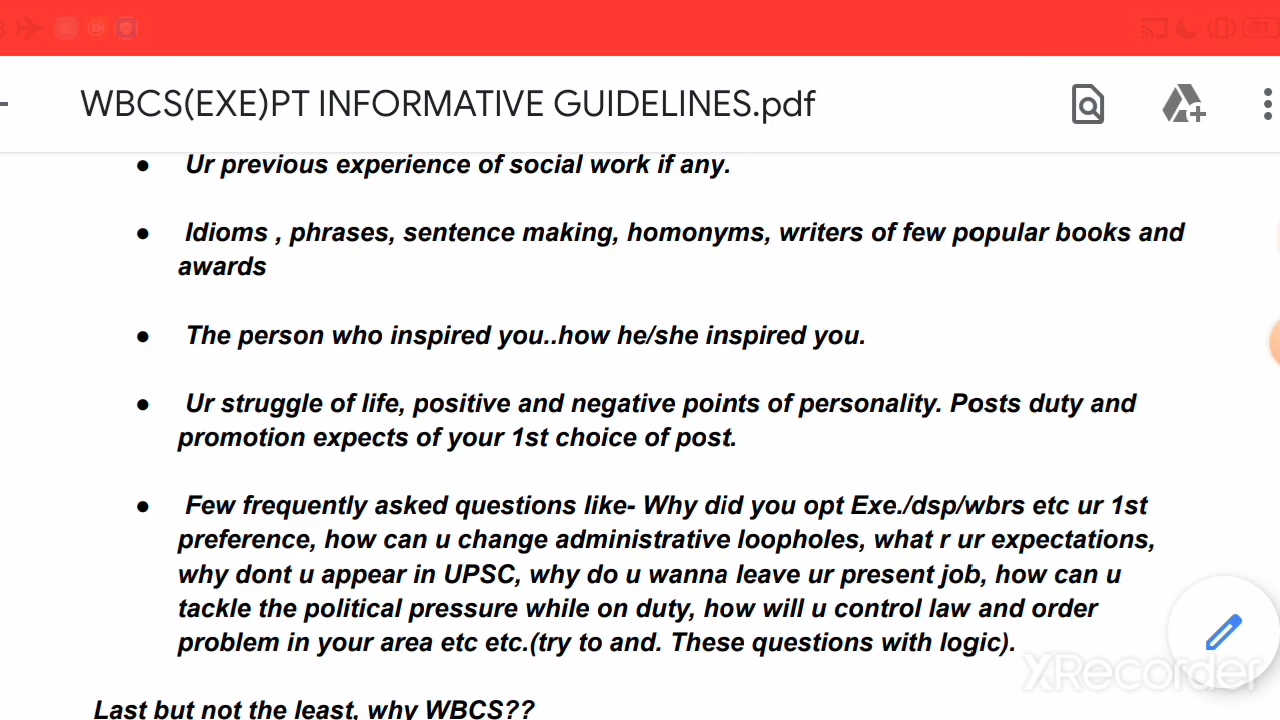 WBCS(EXE)PT INFORMATIVE GUIDELINES.pdf
● Ur previous experience of social work if any.
● Idioms , phrases, sentence making, homonyms, writers of few popular books and
awards
● The person who inspired you..how he/she inspired you.
● Ur struggle of life, positive and negative points of personality. Posts duty and
promotion expects of your 1st choice of post.
● Few frequently asked questions like- Why did you opt Exe./dsp/wbrs etc ur 1st
preference, how can u change administrative loopholes, what r ur expectations,
why dont u appear in UPSC, why do u wanna leave ur present job, how can u
tackle the political pressure while on duty, how will u control law and order
problem in your area etc etc.(try to and. These questions with logic).
XRecorder
Last but not the least, why WBCS??